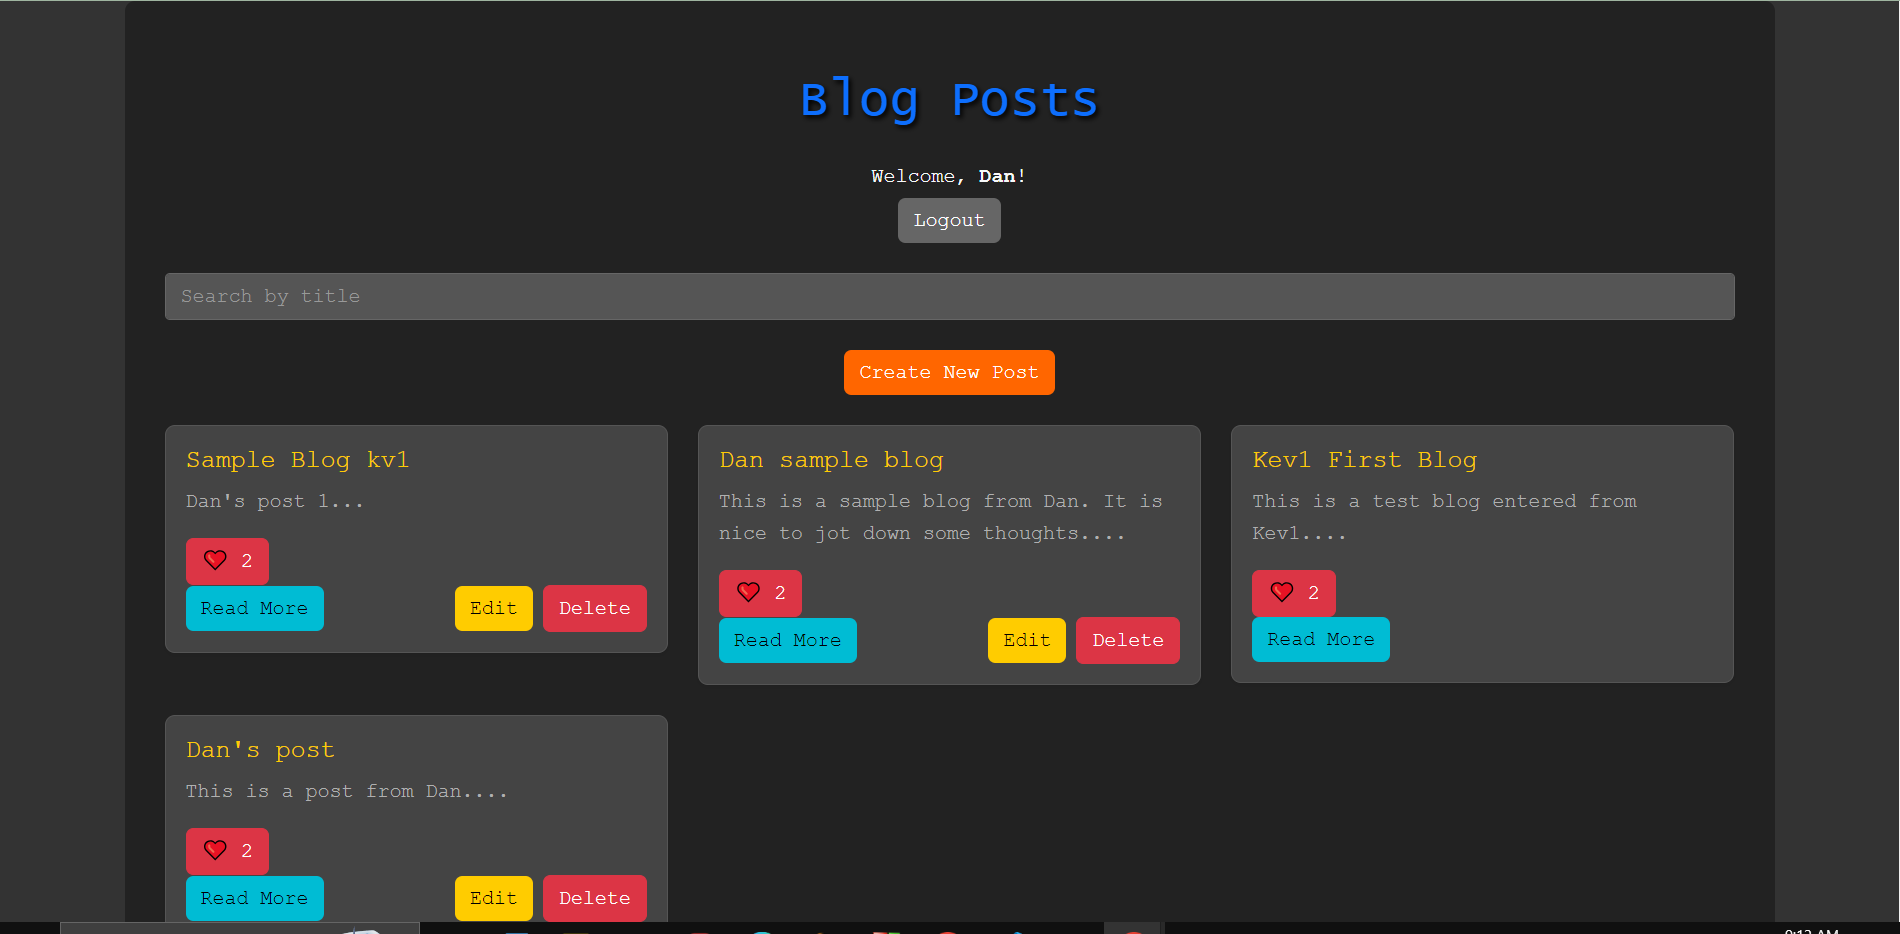 Blog Posts
Welcome, Dan!
Logout
Search by title
Create New Post
Sample Blog kv1
Dan's post 1...
2
Read More
Edit
Delete
Dan sample blog
This is a sample blog from Dan. It is
nice to jot down some thoughts....
2
Read More
Edit
Delete
Kev1 First Blog
This is a test blog entered from
Kev1....
2
Read More
Dan's post
This is a post from Dan....
2
Read More
Edit
Delete